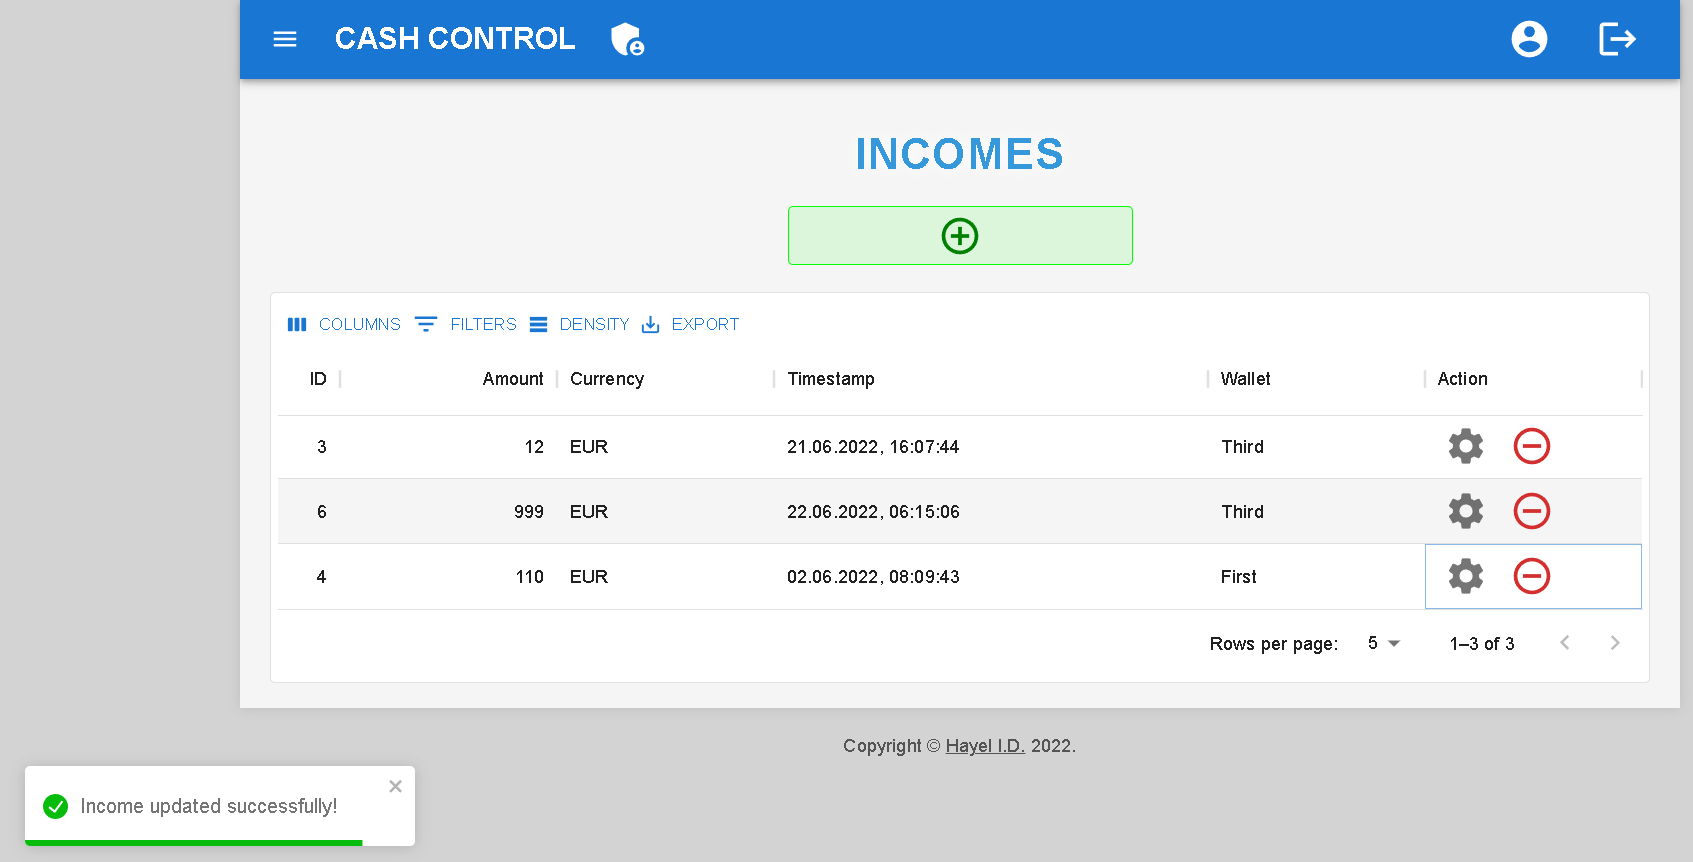 CASH CONTROL
INCOMES
COLUMNS FILTERS DENSITY EXPORT
ID Amount Currency Timestamp Wallet Action
3 12 EUR 21.06.2022, 16:07:44 Third
6 999 EUR 22.06.2022, 06:15:06 Third
4 110 EUR 02.06.2022, 08:09:43 First
Rows per page: 5 1–3 of 3
Copyright © Hayel I.D. 2022.
Income updated successfully!